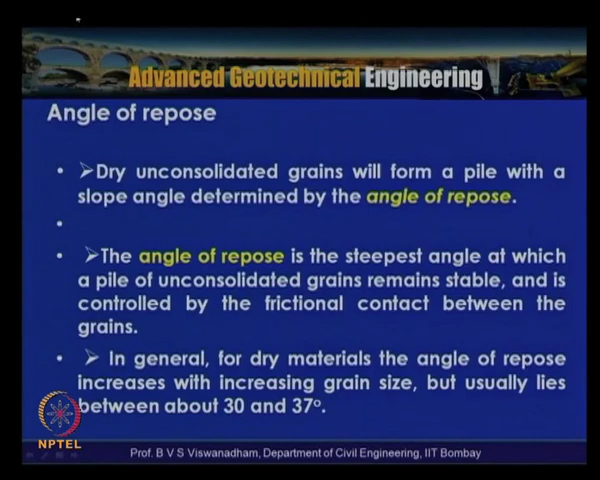 Advanced Geotechnical Engineering
Angle of repose
• ➢Dry unconsolidated grains will form a pile with a
slope angle determined by the angle of repose.
•
• ➢The angle of repose is the steepest angle at which
a pile of unconsolidated grains remains stable, and is
controlled by the frictional contact between the
grains.
• ➢ In general, for dry materials the angle of repose
increases with increasing grain size, but usually lies
between about 30 and 37º.
NPTEL
Prof. B V S Viswanadham, Department of Civil Engineering, IIT Bombay